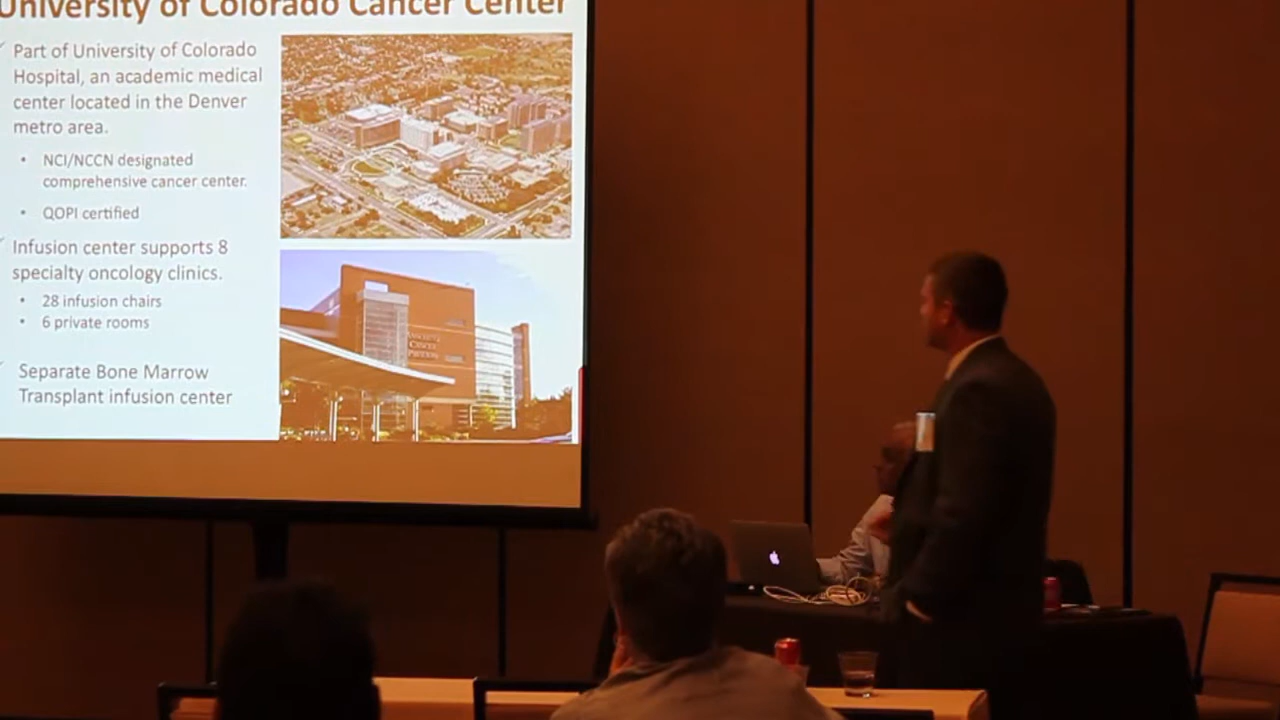 University of Colorado Cancer Center
Part of University of Colorado
Hospital, an academic medical
center located in the Denver
metro area.
• NCI/NCCN designated
comprehensive cancer center.
• QOPI certified
Infusion center supports 8
specialty oncology clinics.
• 28 infusion chairs
• 6 private rooms
Separate Bone Marrow
Transplant infusion center
CANCER
PAVILION